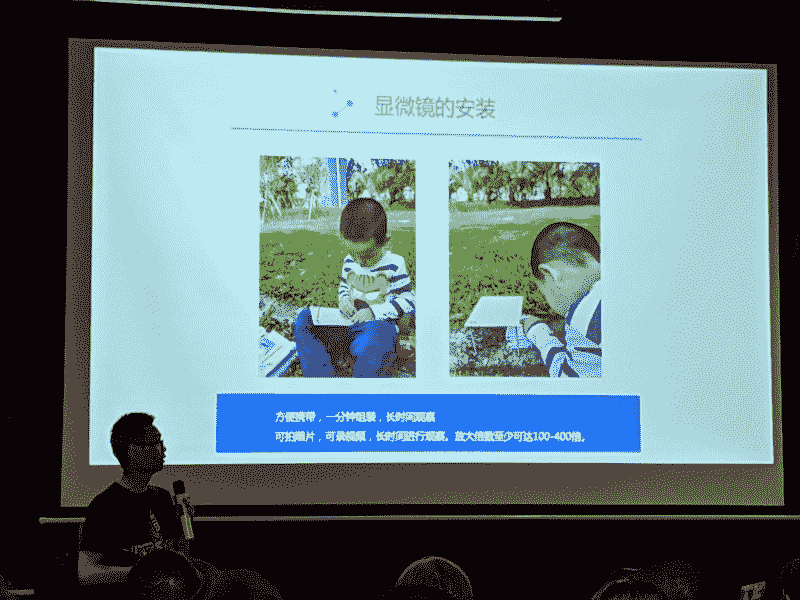 显微镜的安装
方便携带，一分钟组装，长时间观察
可拍照片，可录视频，长时间进行观察。放大倍数至少可达100-400倍。